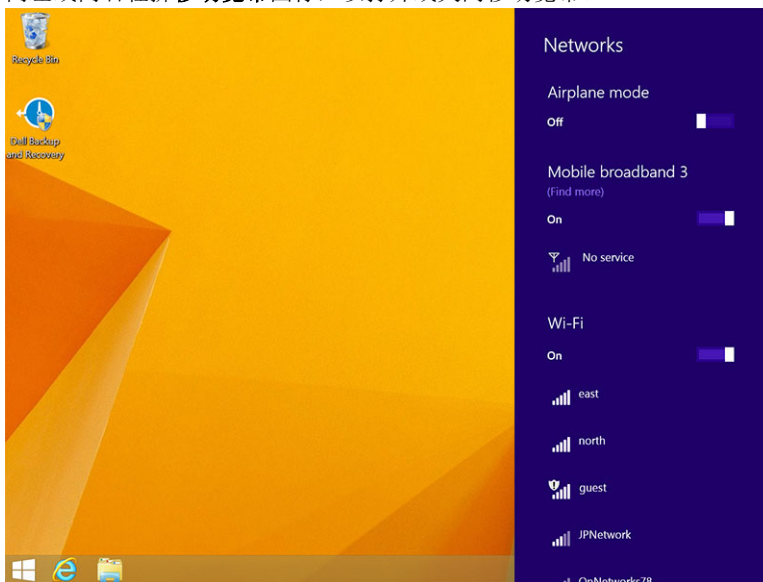 Recycle Bin
Dell Backup
and Recovery
Networks
Airplane mode
Off
Mobile broadband 3
(Find more)
On
No service
Wi-Fi
On
east
north
guest
JPNetwork
OnNetworks78